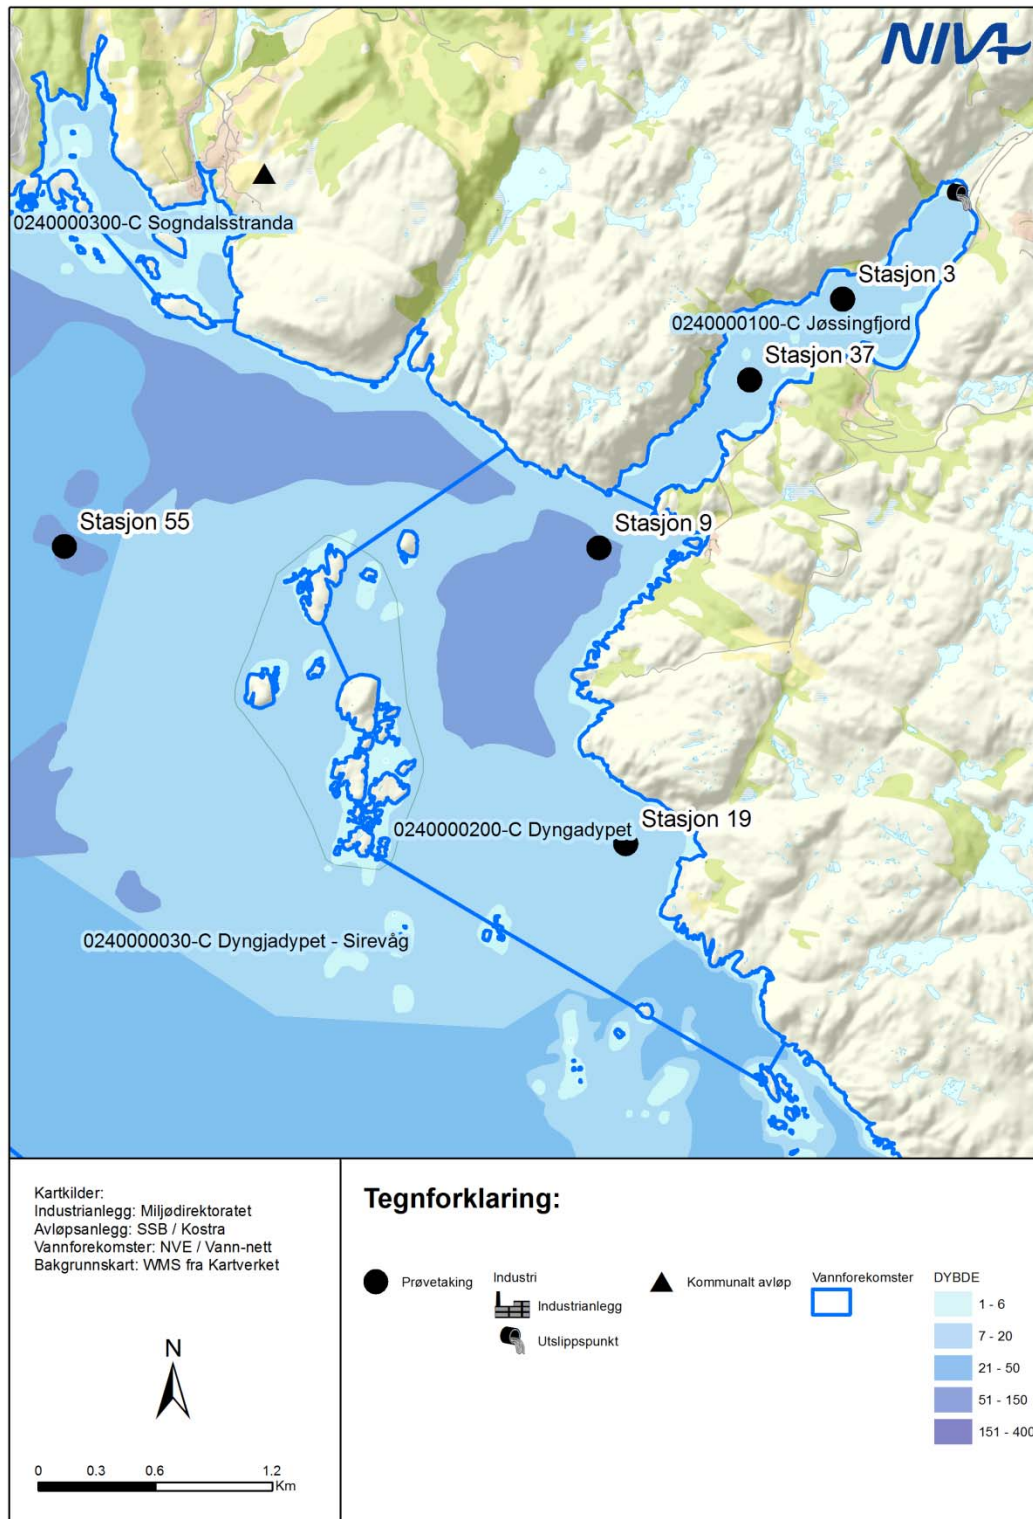 NIVA
0240000300-C Sogndalsstranda
Stasjon 3
0240000100-C Jøssingfjord
Stasjon 37
Stasjon 55
Stasjon 9
Stasjon 19
0240000200-C Dyngadypet
0240000030-C Dyngjadypet - Sirevåg
Kartkilder:
Industrianlegg: Miljødirektoratet
Avløpsanlegg: SSB / Kostra
Vannforekomster: NVE / Vann-nett
Bakgrunnskart: WMS fra Kartverket
N
0 0.3 0.6 1.2
Km
Tegnforklaring:
Prøvetaking
Industri
Industrianlegg
Utslippspunkt
Kommunalt avløp
Vannforekomster
DYBDE
1 - 6
7 - 20
21 - 50
51 - 150
151 - 400